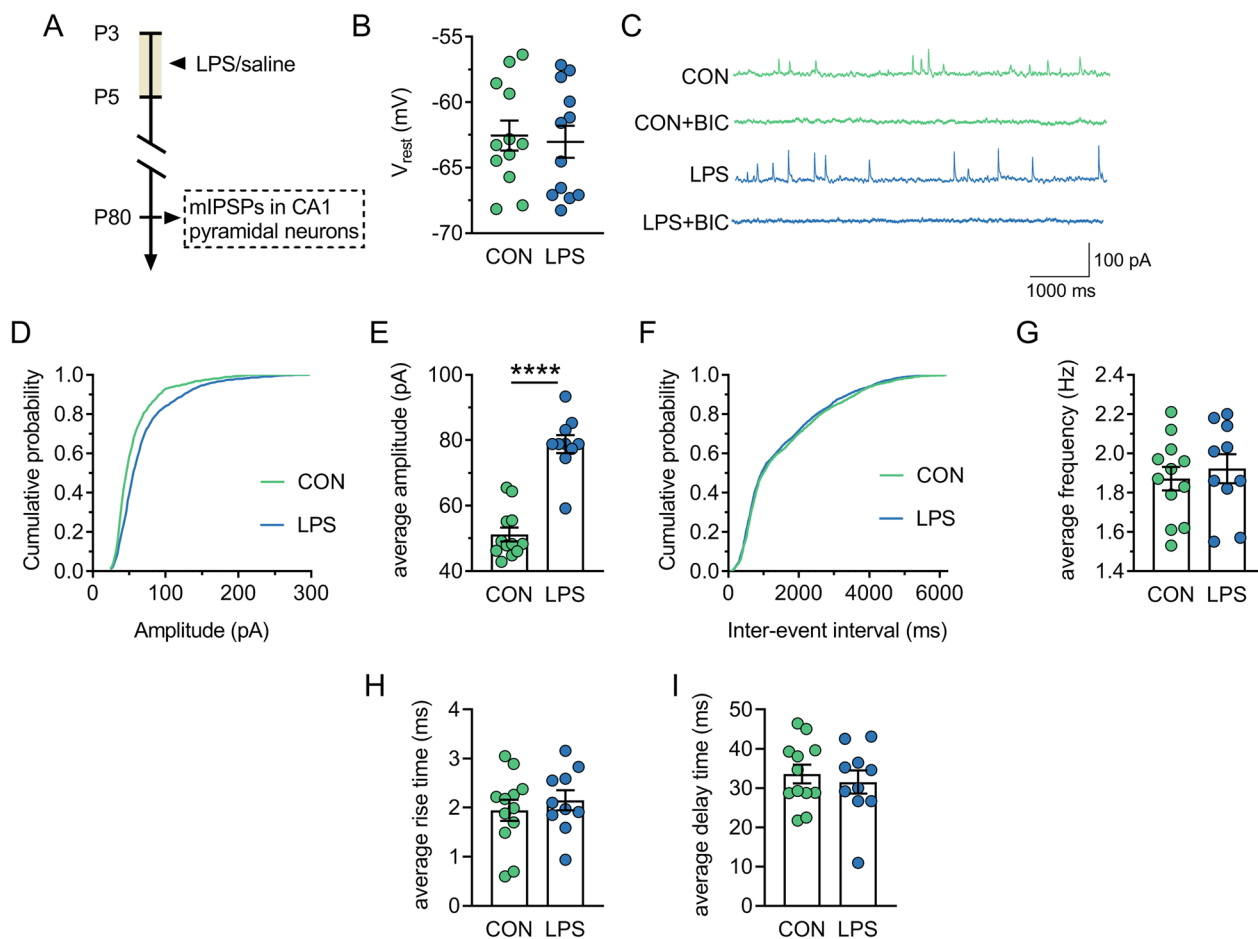 A
P3
LPS/saline
P5
P80
mIPSPs in CA1
pyramidal neurons
B
-55
-60
-65
-70
Vrest (mV)
CON LPS
C
CON
CON+BIC
LPS
LPS+BIC
100 pA
1000 ms
D
Cumulative probability
1.0
0.8
0.6
0.4
0.2
0.0
CON
LPS
0 100 200 300
Amplitude (pA)
E
average amplitude (pA)
100
80
60
40
****
CON LPS
F
Cumulative probability
1.0
0.8
0.6
0.4
0.2
0.0
CON
LPS
0 2000 4000 6000
Inter-event interval (ms)
G
average frequency (Hz)
2.4
2.2
2.0
1.8
1.6
1.4
CON LPS
H
average rise time (ms)
4
3
2
1
0
CON LPS
I
average delay time (ms)
50
40
30
20
10
0
CON LPS